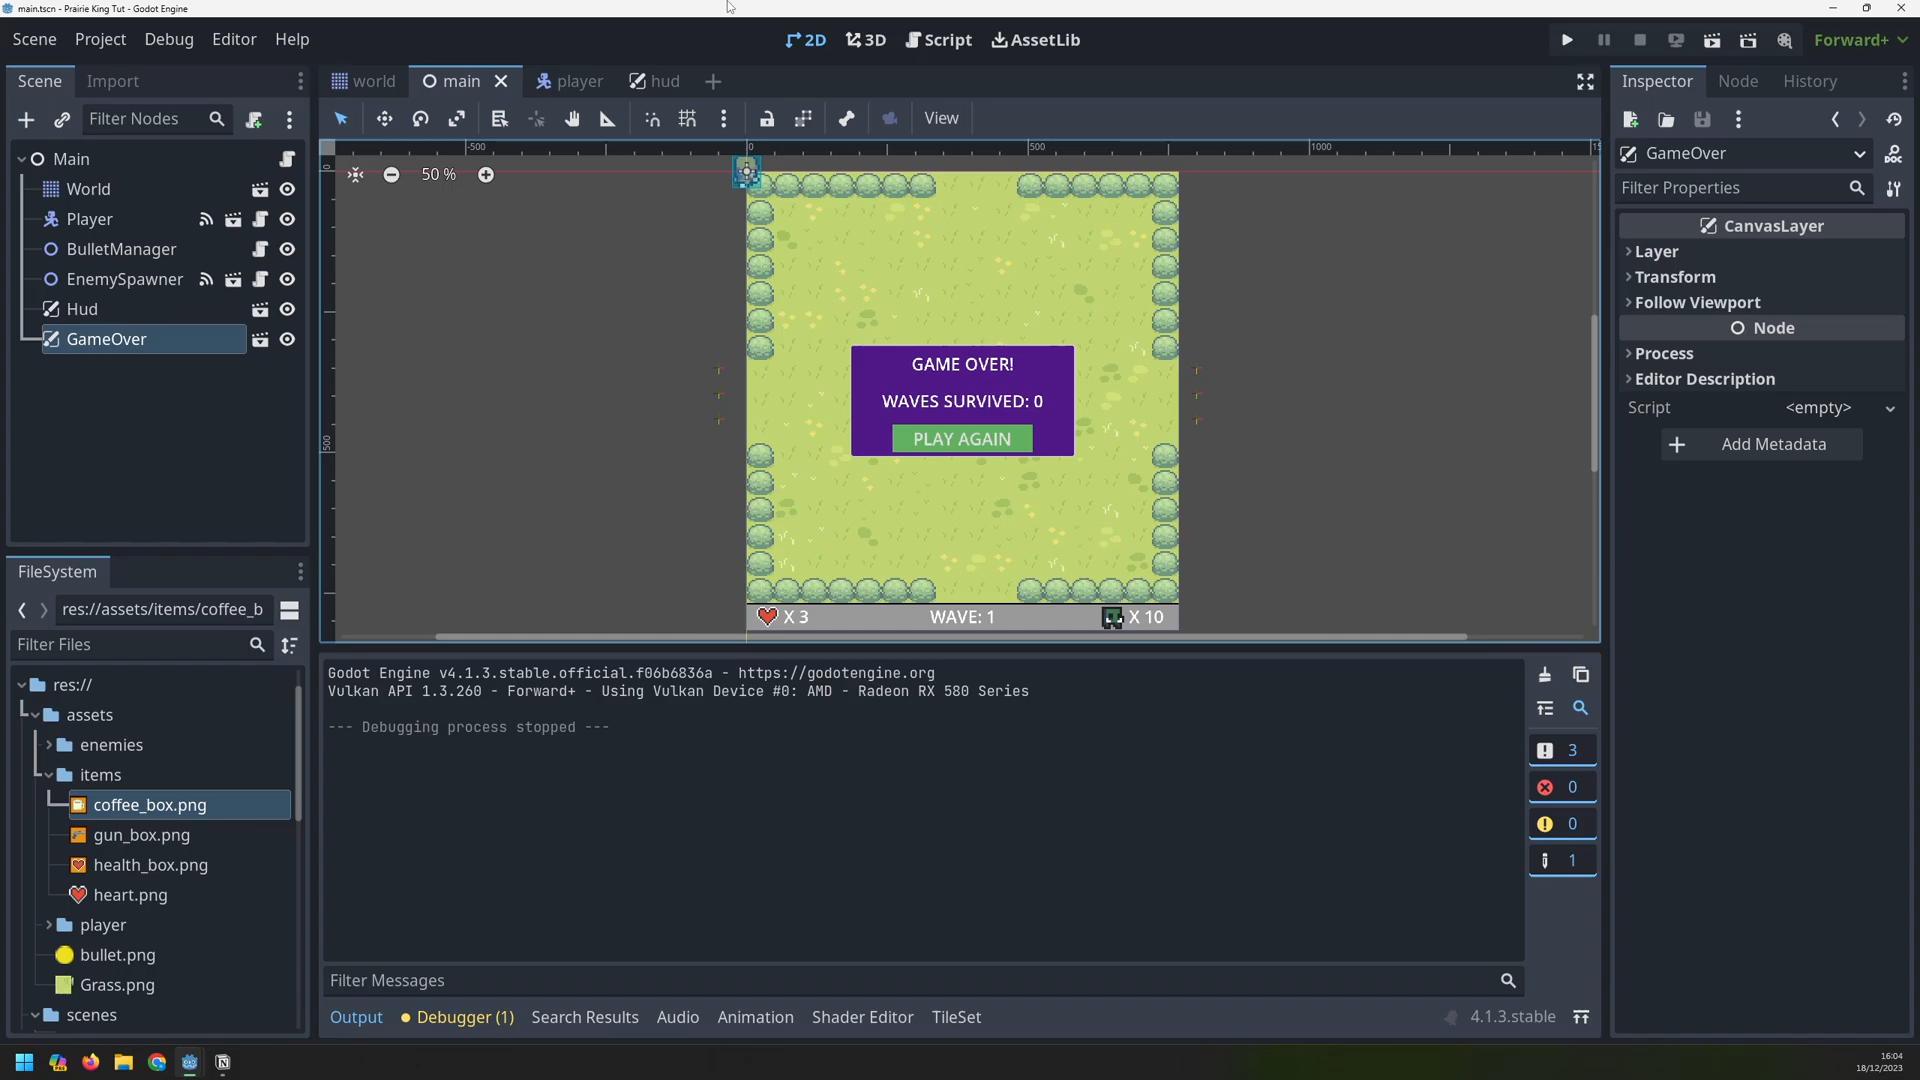 main.tscn - Prairie King Tut - Godot Engine
Scene Project Debug Editor Help
2D 3D Script AssetLib
Forward+
Scene Import
world main player hud
Inspector Node History
Filter Nodes
View
-500 0 500 1000 15
50 %
Main
World
Player
BulletManager
EnemySpawner
Hud
GameOver
GameOver
Filter Properties
CanvasLayer
Layer
Transform
Follow Viewport
Node
Process
Editor Description
Script <empty>
Add Metadata
0
500
GAME OVER!
WAVES SURVIVED: 0
PLAY AGAIN
X 3 WAVE: 1 X 10
FileSystem
res://assets/items/coffee_b
Filter Files
res://
assets
enemies
items
coffee_box.png
gun_box.png
health_box.png
heart.png
player
bullet.png
Grass.png
scenes
Godot Engine v4.1.3.stable.official.f06b6836a - https://godotengine.org
Vulkan API 1.3.260 - Forward+ - Using Vulkan Device #0: AMD - Radeon RX 580 Series
--- Debugging process stopped ---
3
0
0
1
Filter Messages
Output Debugger (1) Search Results Audio Animation Shader Editor TileSet
4.1.3.stable
16:04
18/12/2023